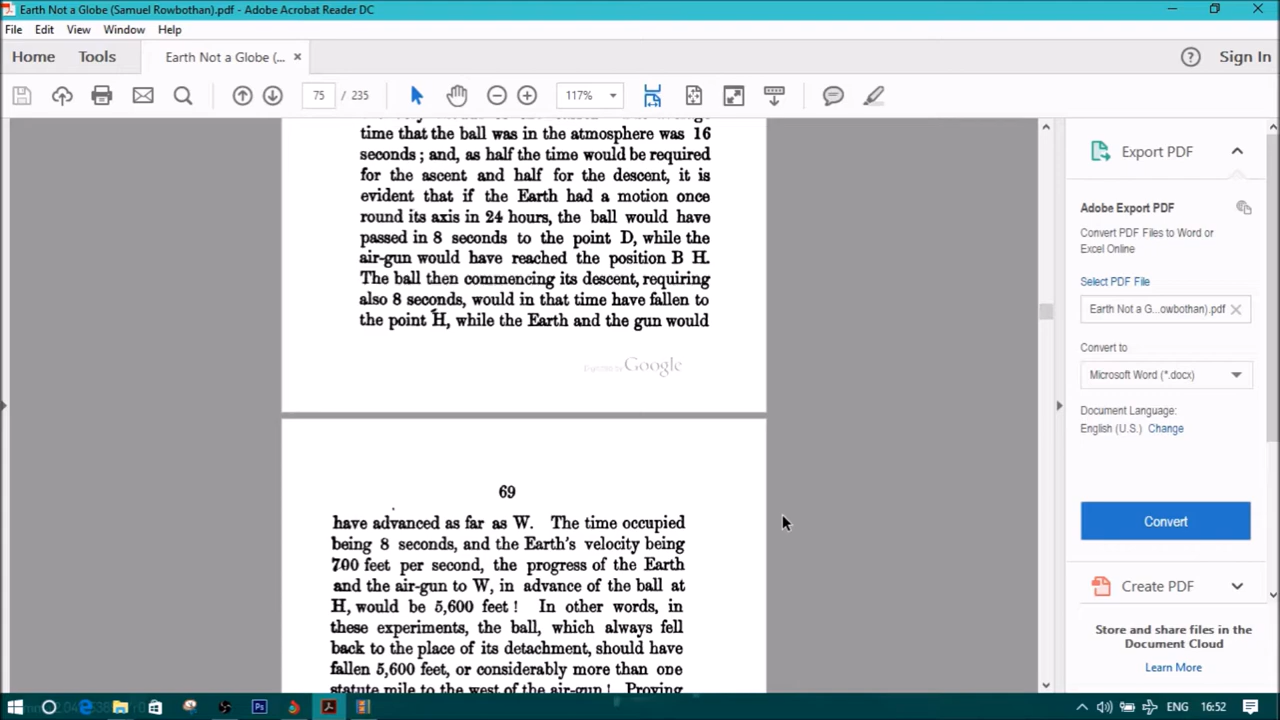 Earth Not a Globe (Samuel Rowbothan).pdf - Adobe Acrobat Reader DC
File Edit View Window Help
Home Tools Earth Not a Globe (... × Sign In
75 / 235 117%
time that the ball was in the atmosphere was 16
seconds ; and, as half the time would be required
for the ascent and half for the descent, it is
evident that if the Earth had a motion once
round its axis in 24 hours, the ball would have
passed in 8 seconds to the point D, while the
air-gun would have reached the position B H.
The ball then commencing its descent, requiring
also 8 seconds, would in that time have fallen to
the point H, while the Earth and the gun would
Google
69
have advanced as far as W. The time occupied
being 8 seconds, and the Earth's velocity being
700 feet per second, the progress of the Earth
and the air-gun to W, in advance of the ball at
H, would be 5,600 feet ! In other words, in
these experiments, the ball, which always fell
back to the place of its detachment, should have
fallen 5,600 feet, or considerably more than one
statute mile to the west of the air-gun ! Proving
Export PDF
Adobe Export PDF
Convert PDF Files to Word or
Excel Online
Select PDF File
Earth Not a G...owbothan).pdf
Convert to
Microsoft Word (*.docx)
Document Language:
English (U.S.) Change
Convert
Create PDF
Store and share files in the
Document Cloud
Learn More
ENG 16:52